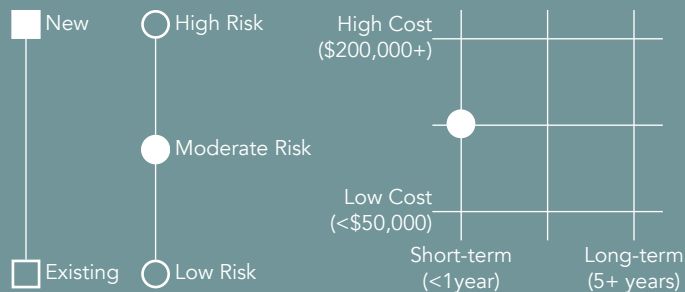 New
Existing
High Risk
Moderate Risk
Low Risk
High Cost
($200,000+)
Low Cost
(<$50,000)
Short-term
(<1year)
Long-term
(5+ years)